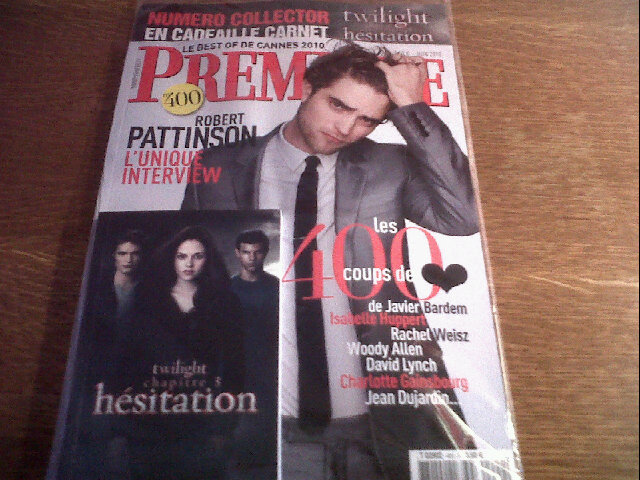 NUMERO COLLECTOR
EN CADEAU LE CARNET
twilight
hesitation
LE BEST OF DE CANNES 2010
PREMIERE
N°400
ROBERT
PATTINSON
L'UNIQUE
INTERVIEW
les
400
coups de
de Javier Bardem
Isabelle Huppert
Rachel Weisz
Woody Allen
David Lynch
Charlotte Gainsbourg
Jean Dujardin...
twilight
chapitre 3
hésitation